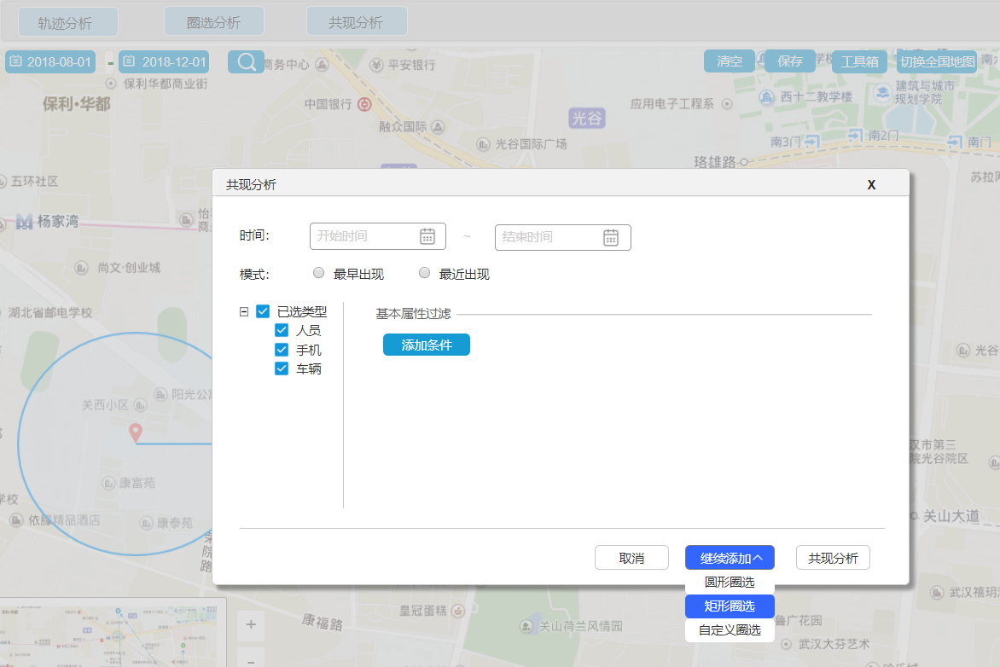 轨迹分析
圈选分析
共现分析
2018-08-01 - 2018-12-01
商务中心
平安银行
清空
保存
学校
工具箱
切换全国地图
保利华都商业街
保利·华都
中国银行
光谷
应用电子工程系
西十二教学楼
建筑与城市
规划学院
融众国际
光谷国际广场
南3门
南2门
南门
珞雄路
五环社区
杨家湾
尚文·创业城
湖北省邮电学校
关西小区
康富苑
依腾精品酒店
康泰苑
共现分析
X
时间:
开始时间
~
结束时间
模式:
最早出现
最近出现
已选类型
人员
手机
车辆
基本属性过滤
添加条件
取消
继续添加
共现分析
圆形圈选
矩形圈选
自定义圈选
光谷
汉市第三
院光谷院区
关山大道
武汉禧玥
康福路
皇冠蛋糕
关山荷兰风情园
鲁广花园
武汉大芬艺术
+
-